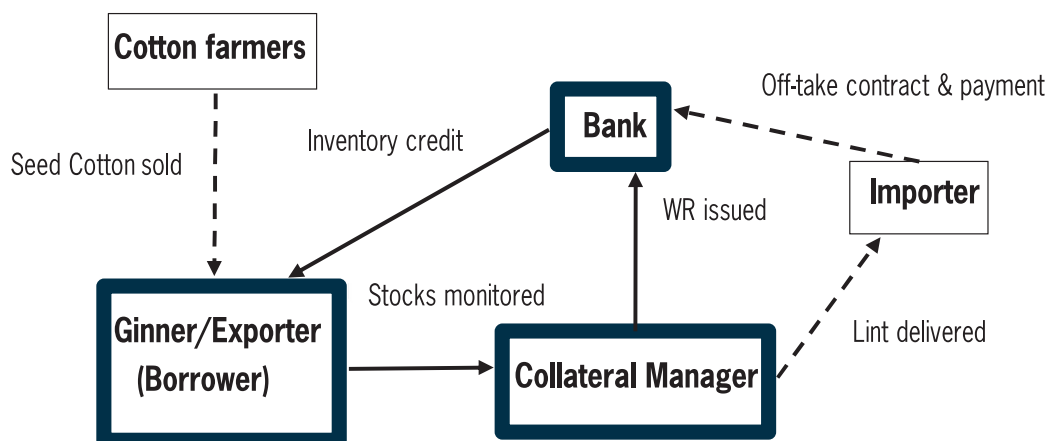 Cotton farmers
Off-take contract & payment
Bank
Inventory credit
Seed Cotton sold
Importer
WR issued
Stocks monitored
Ginner/Exporter
(Borrower)
Lint delivered
Collateral Manager